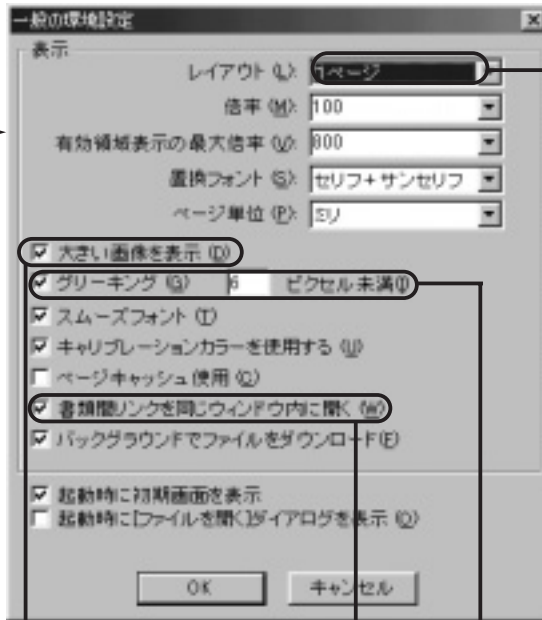 一般の環境設定
表示
レイアウト (L): 1ページ
倍率 (M): 100
有効領域表示の最大倍率 (V): 800
置換フォント (S): セリフ+サンセリフ
ページ単位 (P): ミリ
大きい画像を表示 (D)
グリーキング (G) 6 ピクセル未満(I)
スムーズフォント (T)
キャリブレーションカラーを使用する (U)
ページキャッシュ使用 (C)
書類間リンクを同じウィンドウ内に開く (W)
バックグラウンドでファイルをダウンロード(E)
起動時に初期画面を表示
起動時に[ファイルを開く]ダイアログを表示 (O)
OK キャンセル